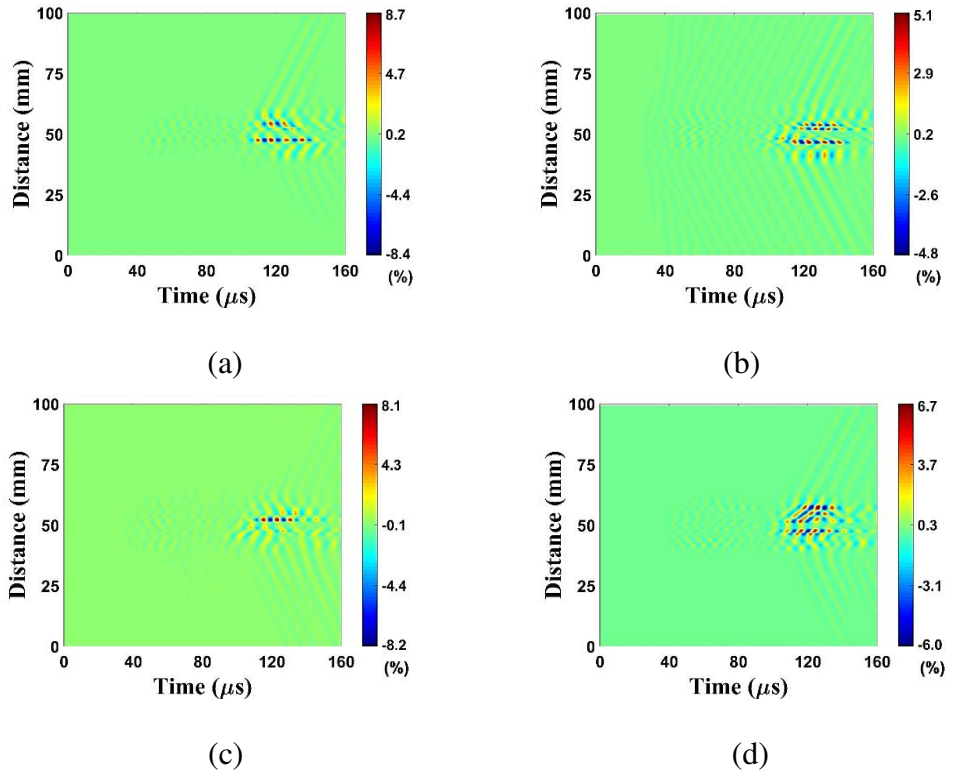 100
75
50
25
0
Distance (mm)
0 40 80 120 160
Time (μs)
8.7
4.7
0.2
-4.4
-8.4
(%)
(a)
100
75
50
25
0
Distance (mm)
0 40 80 120 160
Time (μs)
5.1
2.9
0.2
-2.6
-4.8
(%)
(b)
100
75
50
25
0
Distance (mm)
0 40 80 120 160
Time (μs)
8.1
4.3
-0.1
-4.4
-8.2
(%)
(c)
100
75
50
25
0
Distance (mm)
0 40 80 120 160
Time (μs)
6.7
3.7
0.3
-3.1
-6.0
(%)
(d)